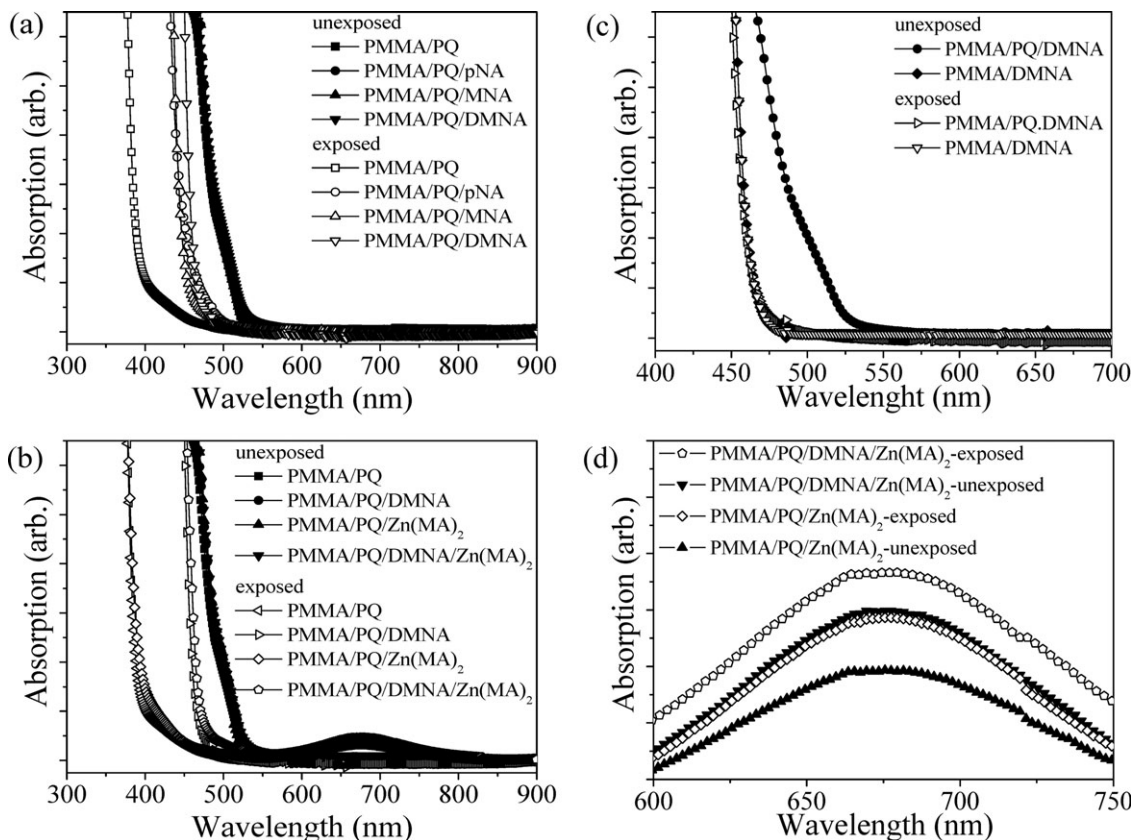 (a)
unexposed
PMMA/PQ
PMMA/PQ/pNA
PMMA/PQ/MNA
PMMA/PQ/DMNA
exposed
PMMA/PQ
PMMA/PQ/pNA
PMMA/PQ/MNA
PMMA/PQ/DMNA
Absorption (arb.)
300 400 500 600 700 800 900
Wavelength (nm)
(c)
unexposed
PMMA/PQ/DMNA
PMMA/DMNA
exposed
PMMA/PQ.DMNA
PMMA/DMNA
Absorption (arb.)
400 450 500 550 600 650 700
Wavelenght (nm)
(b)
unexposed
PMMA/PQ
PMMA/PQ/DMNA
PMMA/PQ/Zn(MA)2
PMMA/PQ/DMNA/Zn(MA)2
exposed
PMMA/PQ
PMMA/PQ/DMNA
PMMA/PQ/Zn(MA)2
PMMA/PQ/DMNA/Zn(MA)2
Absorption (arb.)
300 400 500 600 700 800 900
Wavelength (nm)
(d)
PMMA/PQ/DMNA/Zn(MA)2-exposed
PMMA/PQ/DMNA/Zn(MA)2-unexposed
PMMA/PQ/Zn(MA)2-exposed
PMMA/PQ/Zn(MA)2-unexposed
Absorption (arb.)
600 650 700 750
Wavelength (nm)